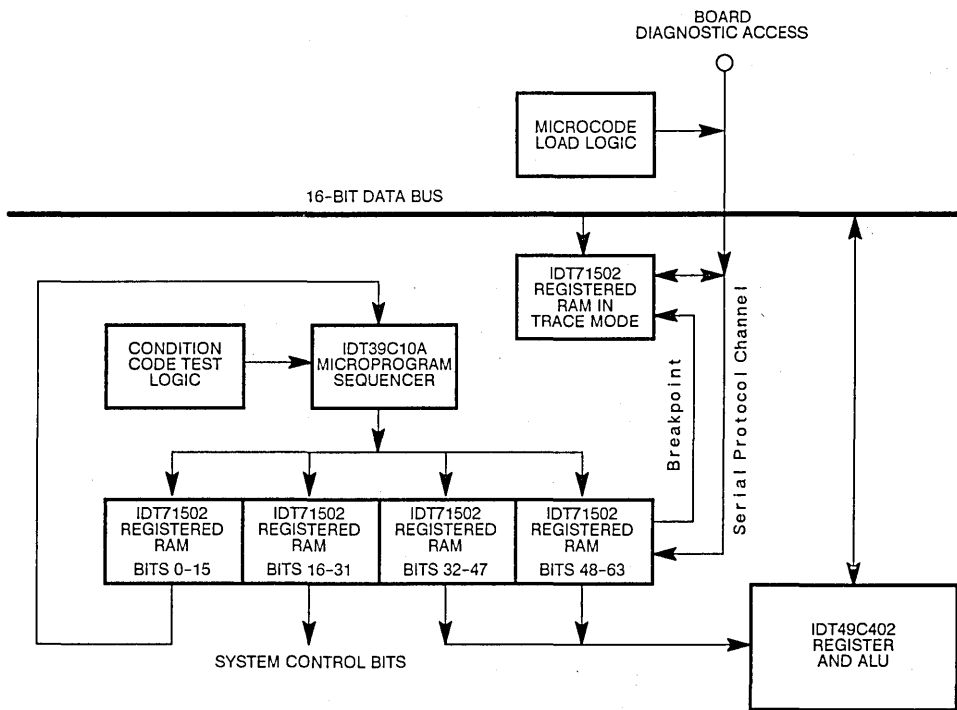 BOARD
DIAGNOSTIC ACCESS
MICROCODE
LOAD LOGIC
16-BIT DATA BUS
IDT71502
REGISTERED
RAM IN
TRACE MODE
CONDITION
CODE TEST
LOGIC
IDT39C10A
MICROPROGRAM
SEQUENCER
Breakpoint
Serial Protocol Channel
IDT71502
REGISTERED
RAM
BITS 0-15
IDT71502
REGISTERED
RAM
BITS 16-31
IDT71502
REGISTERED
RAM
BITS 32-47
IDT71502
REGISTERED
RAM
BITS 48-63
SYSTEM CONTROL BITS
IDT49C402
REGISTER
AND ALU